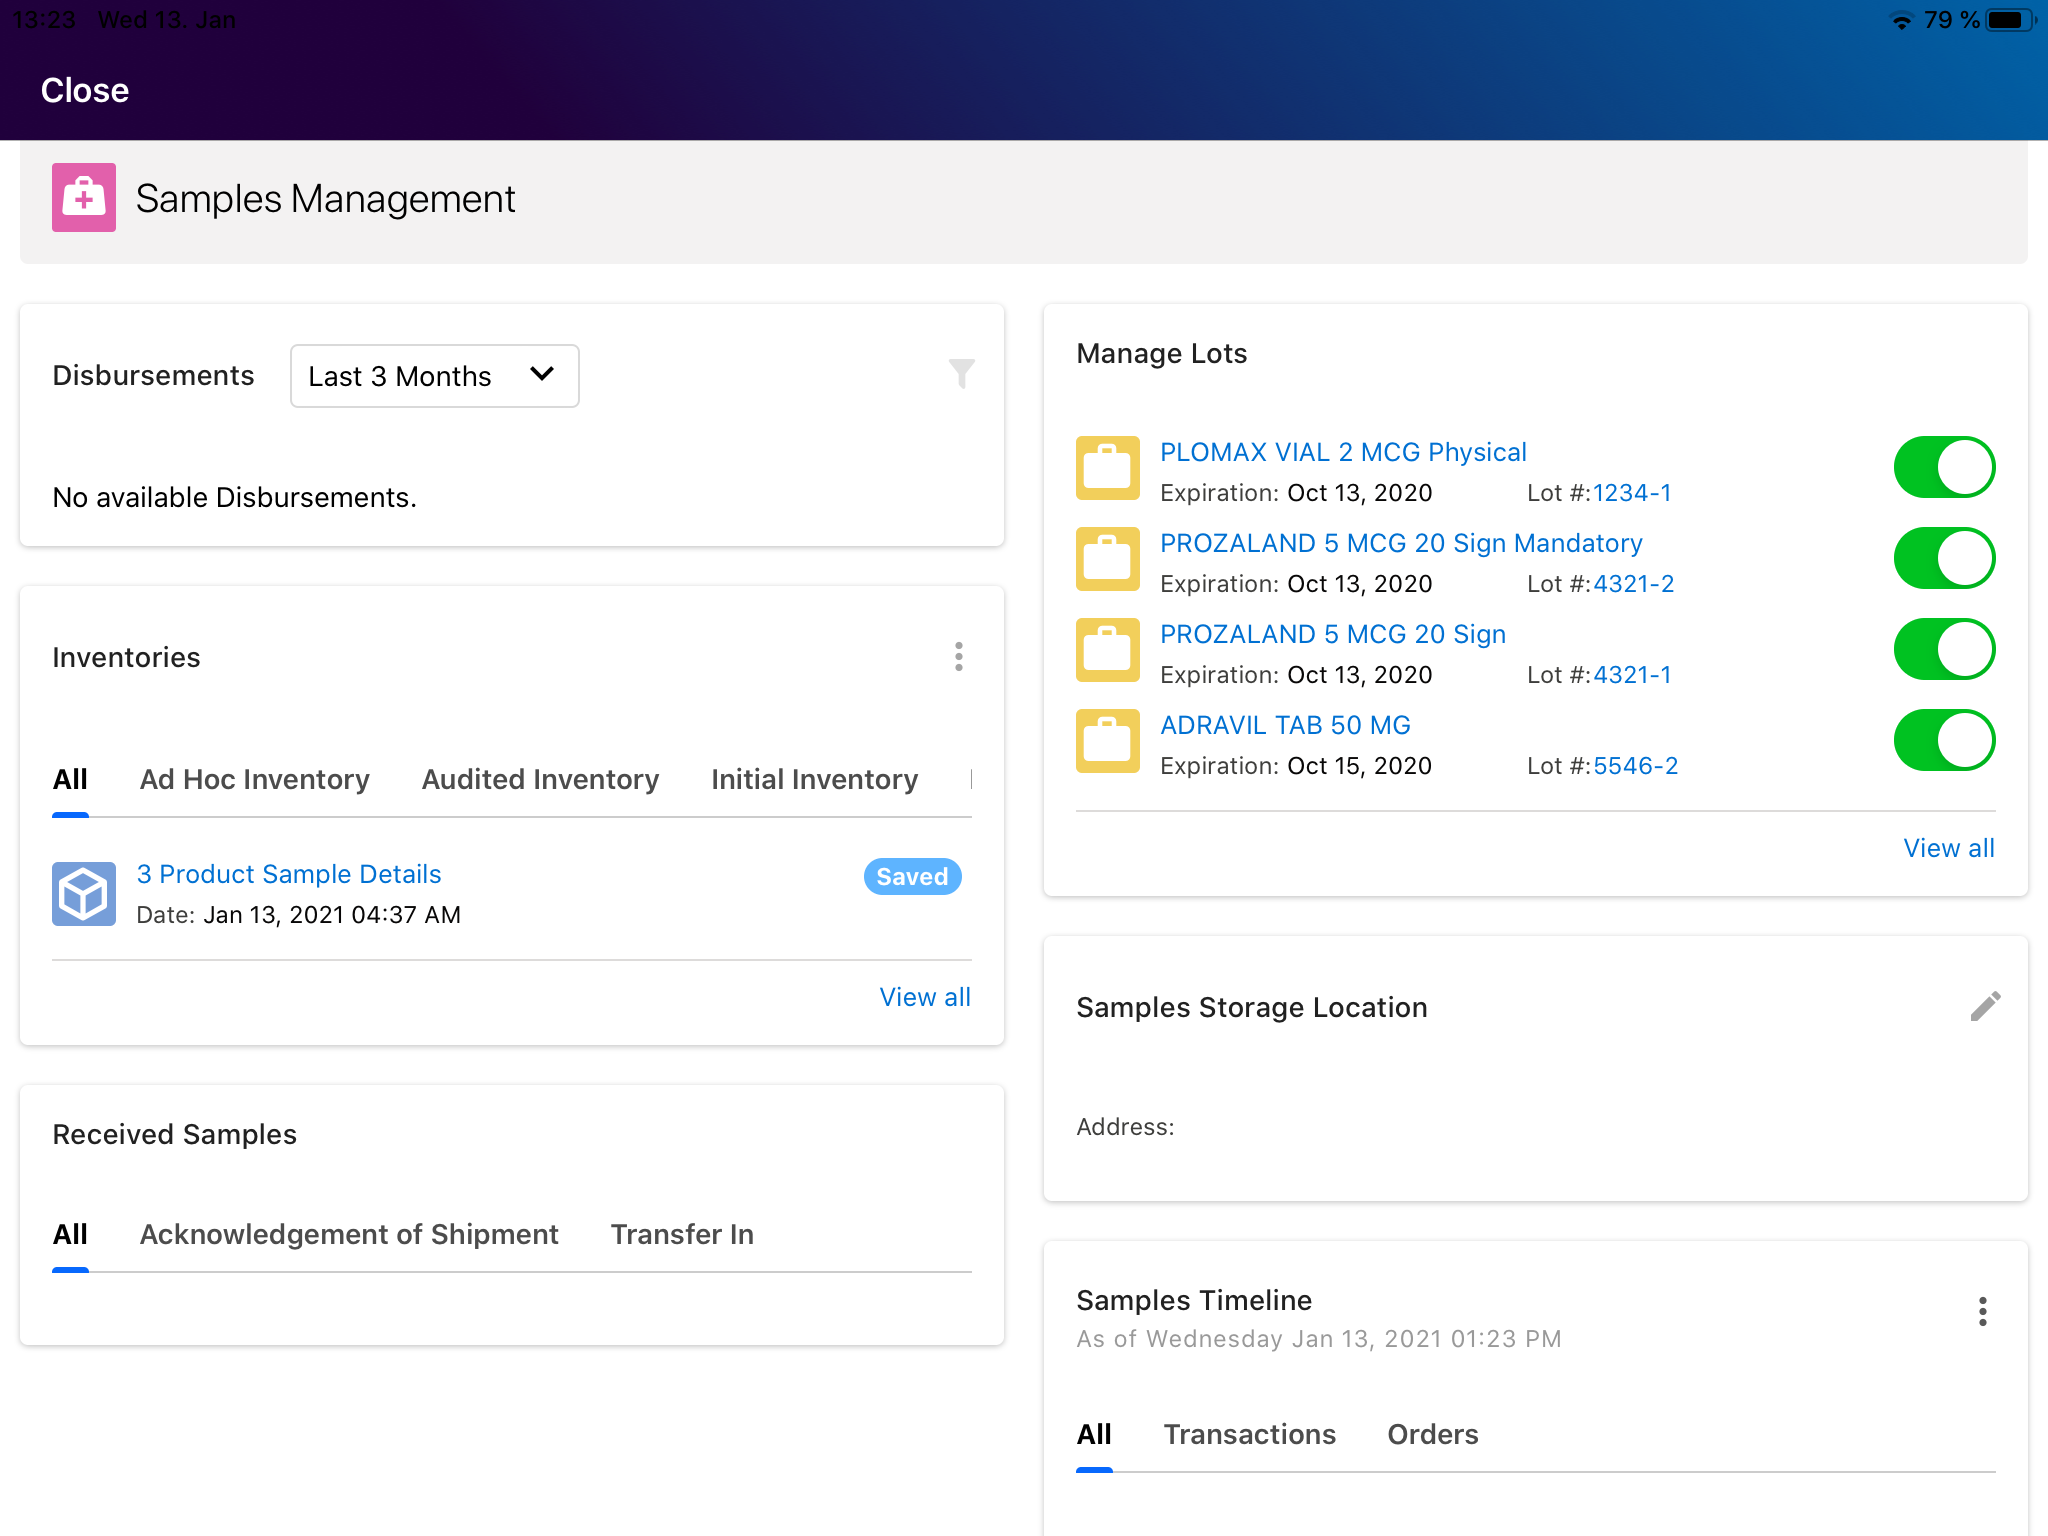 13:23 Wed 13. Jan
79 %
Close
Samples Management
Disbursements
Last 3 Months
No available Disbursements.
Inventories
All
Ad Hoc Inventory
Audited Inventory
Initial Inventory
3 Product Sample Details
Saved
Date: Jan 13, 2021 04:37 AM
View all
Received Samples
All
Acknowledgement of Shipment
Transfer In
Manage Lots
PLOMAX VIAL 2 MCG Physical
Expiration: Oct 13, 2020 Lot #:1234-1
PROZALAND 5 MCG 20 Sign Mandatory
Expiration: Oct 13, 2020 Lot #:4321-2
PROZALAND 5 MCG 20 Sign
Expiration: Oct 13, 2020 Lot #:4321-1
ADRAVIL TAB 50 MG
Expiration: Oct 15, 2020 Lot #:5546-2
View all
Samples Storage Location
Address:
Samples Timeline
As of Wednesday Jan 13, 2021 01:23 PM
All
Transactions
Orders